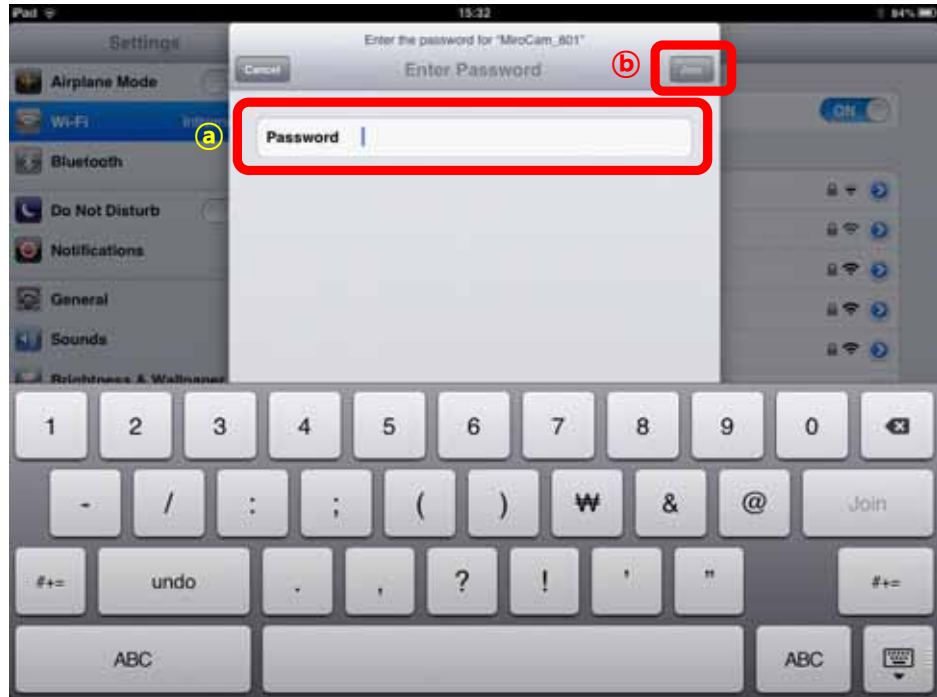 iPad 15:32 84%
Settings
Enter the password for "MiroCam_801"
Cancel Enter Password ⓑ Join
Airplane Mode
Wi-Fi
ON
ⓐ
Password
Bluetooth
Do Not Disturb
Notifications
General
Sounds
Brightness & Wallpaper
1 2 3 4 5 6 7 8 9 0
- / : ; ( ) ₩ & @ Join
#+= undo . , ? ! ' " #+=
ABC ABC